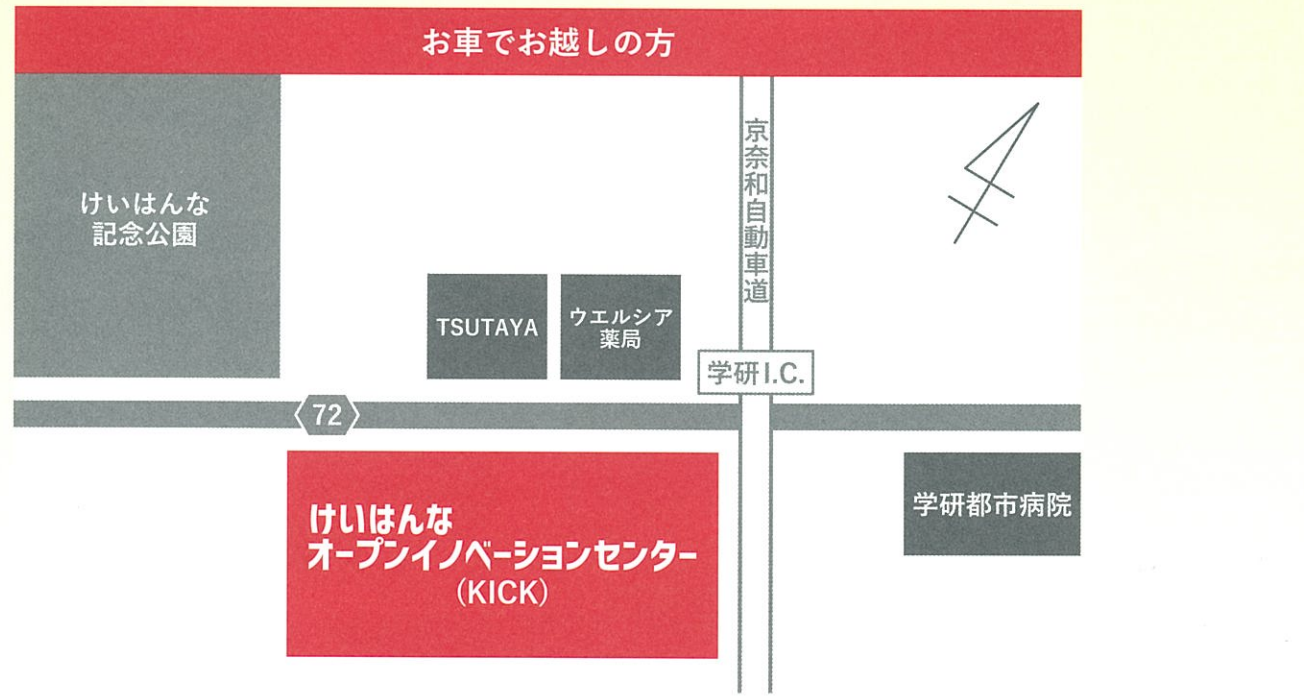 お車でお越しの方
けいはんな
記念公園
京奈和自動車道
TSUTAYA
ウエルシア
薬局
学研I.C.
72
けいはんな
オープンイノベーションセンター
(KICK)
学研都市病院